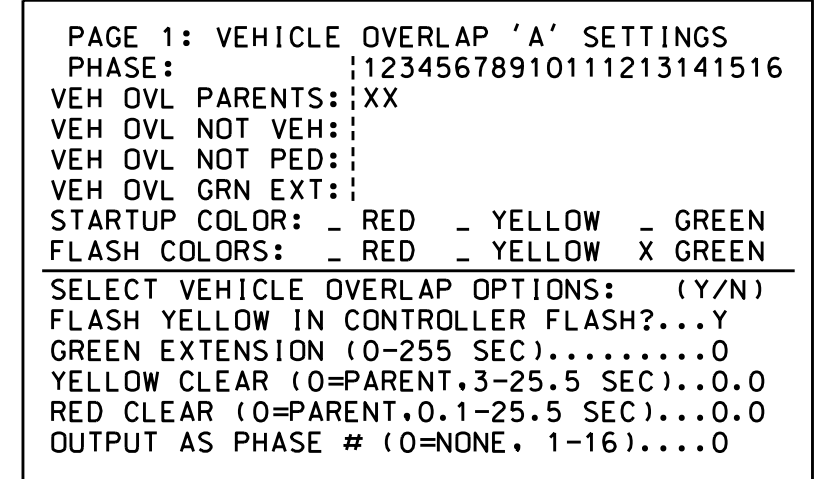 PAGE 1: VEHICLE OVERLAP 'A' SETTINGS
PHASE: ¦12345678910111213141516
VEH OVL PARENTS:¦XX
VEH OVL NOT VEH:¦
VEH OVL NOT PED:¦
VEH OVL GRN EXT:¦
STARTUP COLOR: _ RED _ YELLOW _ GREEN
FLASH COLORS: _ RED _ YELLOW X GREEN
SELECT VEHICLE OVERLAP OPTIONS: (Y/N)
FLASH YELLOW IN CONTROLLER FLASH?...Y
GREEN EXTENSION (0-255 SEC).........0
YELLOW CLEAR (0=PARENT,3-25.5 SEC)..0.0
RED CLEAR (0=PARENT,0.1-25.5 SEC)...0.0
OUTPUT AS PHASE # (0=NONE, 1-16)....0